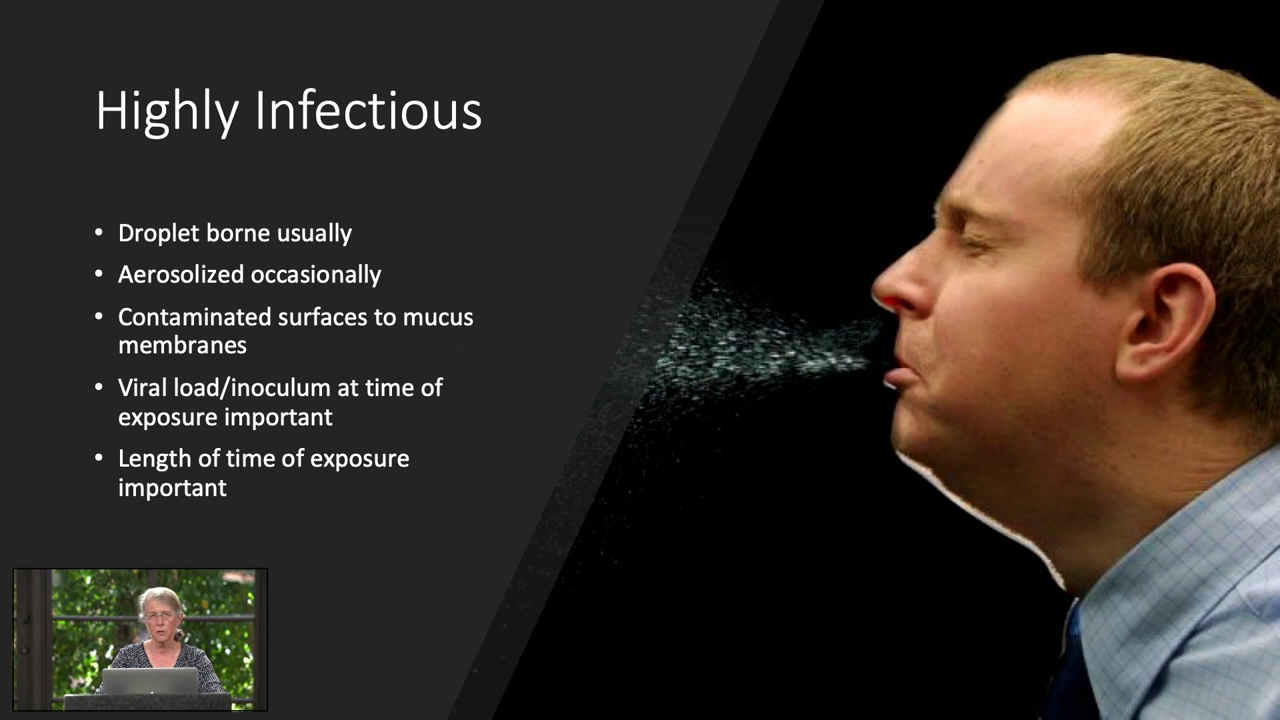 Highly Infectious
• Droplet borne usually
• Aerosolized occasionally
• Contaminated surfaces to mucus
membranes
• Viral load/inoculum at time of
exposure important
• Length of time of exposure
important